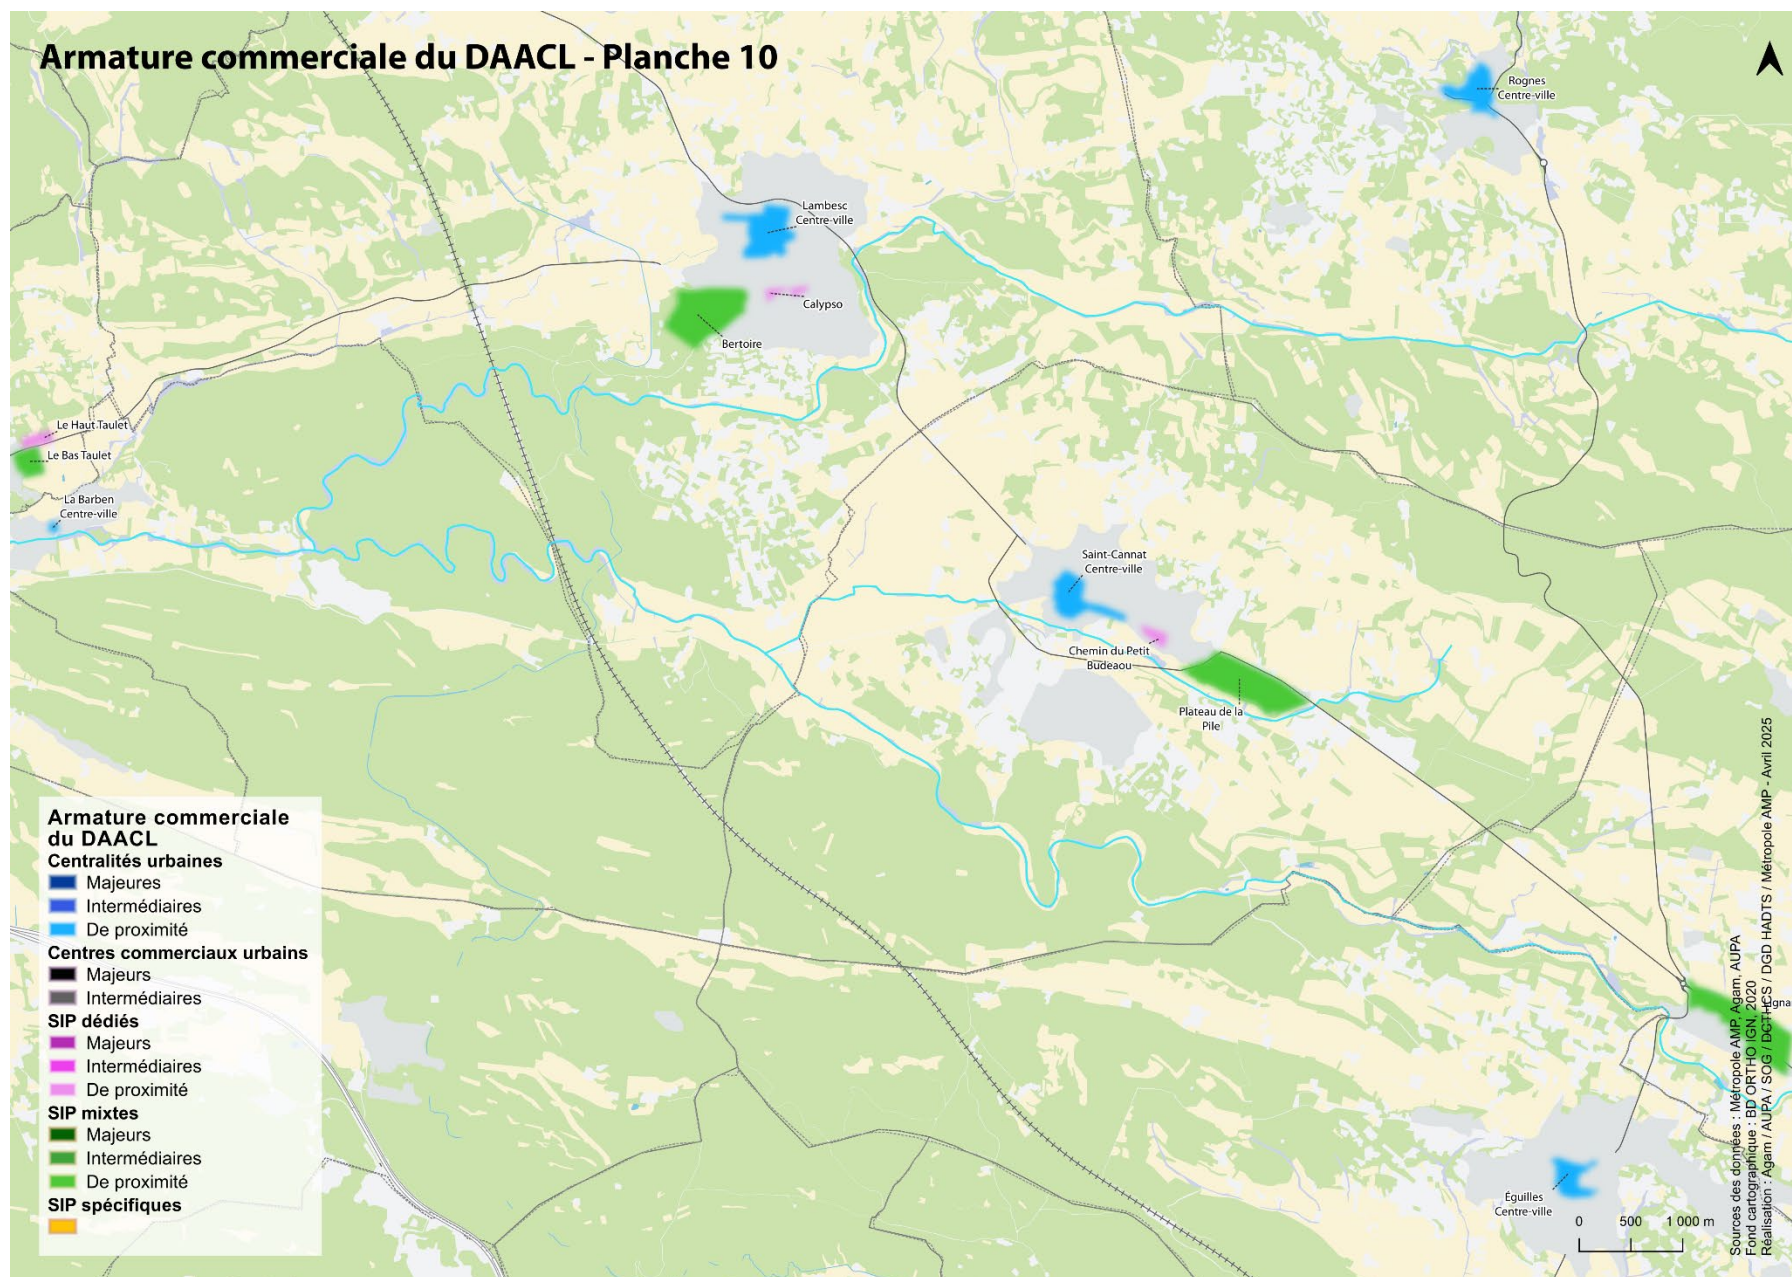 Armature commerciale du DAACL - Planche 10
Rognes
Centre-ville
Lambesc
Centre-ville
Calypso
Bertoire
Le Haut Taulet
Le Bas Taulet
La Barben
Centre-ville
Saint-Cannat
Centre-ville
Chemin du Petit
Budeaou
Plateau de la
Pile
Éguilles
Centre-ville
Armature commerciale
du DAACL
Centralités urbaines
Majeures
Intermédiaires
De proximité
Centres commerciaux urbains
Majeurs
Intermédiaires
SIP dédiés
Majeurs
Intermédiaires
De proximité
SIP mixtes
Majeurs
Intermédiaires
De proximité
SIP spécifiques
0 500 1 000 m
Sources des données : Métropole AMP, Agam, AUPA
Fond cartographique : BD ORTHO IGN, 2020
Réalisation : Agam / AUPA / SOG / DCTHCS / DGD HADTS / Métropole AMP - Avril 2025